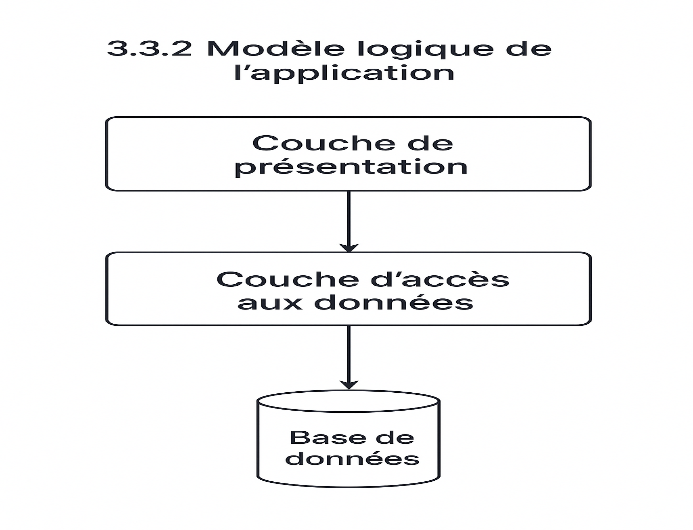 3.3.2 Modèle logique de
l'application
Couche de
présentation
Couche d'accès
aux données
Base de
données